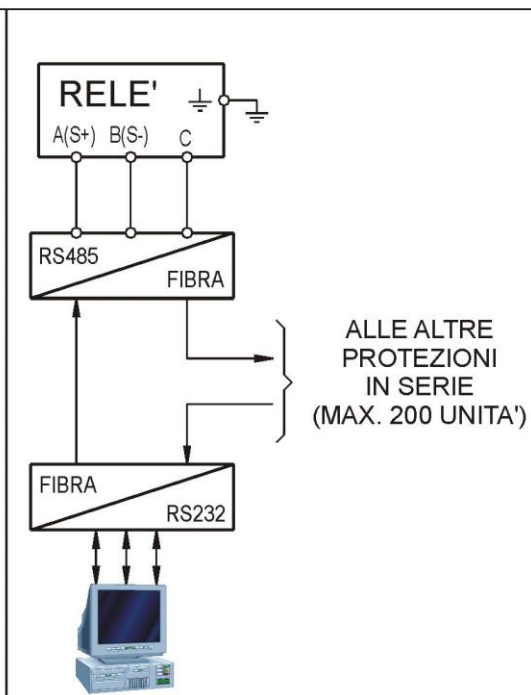 RELE'
A(S+) B(S-) C
RS485
FIBRA
ALLE ALTRE
PROTEZIONI
IN SERIE
(MAX. 200 UNITA')
FIBRA
RS232